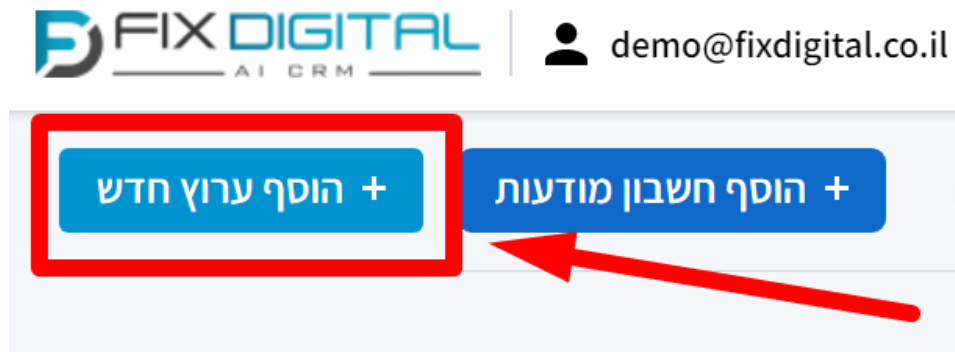 FIX DIGITAL
AI CRM
demo@fixdigital.co.il
+ הוסף חשבון מודעות
+ הוסף ערוץ חדש